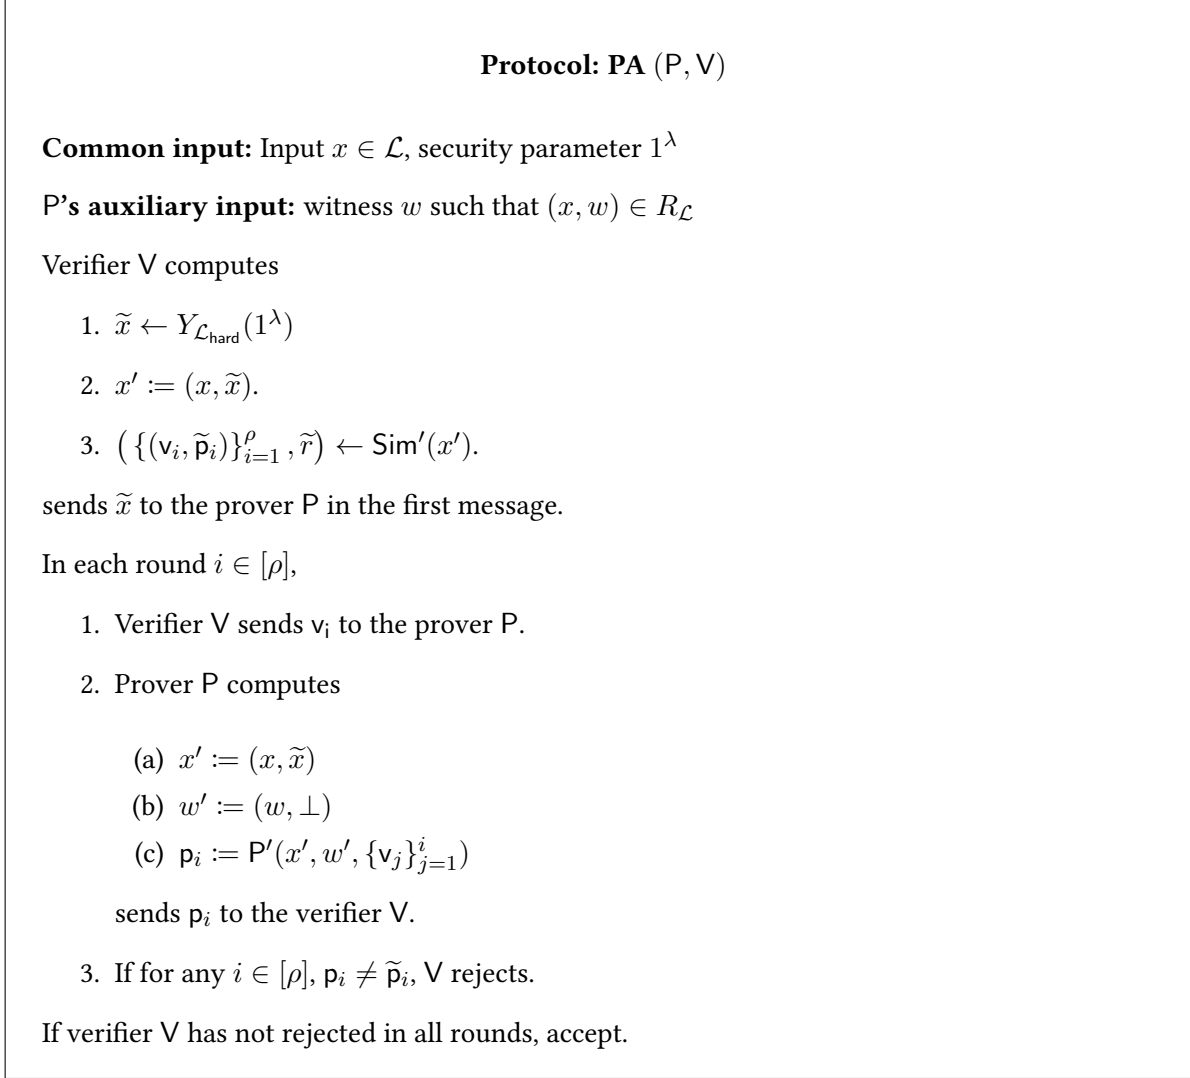 Protocol: PA (P, V)
Common input: Input x ∈ ℒ, security parameter 1^λ
P's auxiliary input: witness w such that (x, w) ∈ R_ℒ
Verifier V computes
1. x̃ ← Y_{ℒ_hard}(1^λ)
2. x′ := (x, x̃).
3. ({(v_i, p̃_i)}_{i=1}^ρ, r̃) ← Sim′(x′).
sends x̃ to the prover P in the first message.
In each round i ∈ [ρ],
1. Verifier V sends v_i to the prover P.
2. Prover P computes
(a) x′ := (x, x̃)
(b) w′ := (w, ⊥)
(c) p_i := P′(x′, w′, {v_j}_{j=1}^i)
sends p_i to the verifier V.
3. If for any i ∈ [ρ], p_i ≠ p̃_i, V rejects.
If verifier V has not rejected in all rounds, accept.